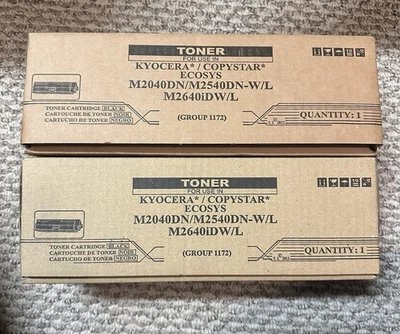 TONER
FOR USE IN
KYOCERA* / COPYSTAR*
ECOSYS
M2040DN/M2540DN-W/L
M2640iDW/L
TONER CARTRIDGE BLACK
CARTOUCHE DE TONER NOIR
CARTUCHO DE TONER NEGRO
(GROUP 1172)
QUANTITY: 1
TONER
FOR USE IN
KYOCERA* / COPYSTAR*
ECOSYS
M2040DN/M2540DN-W/L
M2640iDW/L
TONER CARTRIDGE BLACK
CARTOUCHE DE TONER NOIR
CARTUCHO DE TONER NEGRO
(GROUP 1172)
QUANTITY: 1